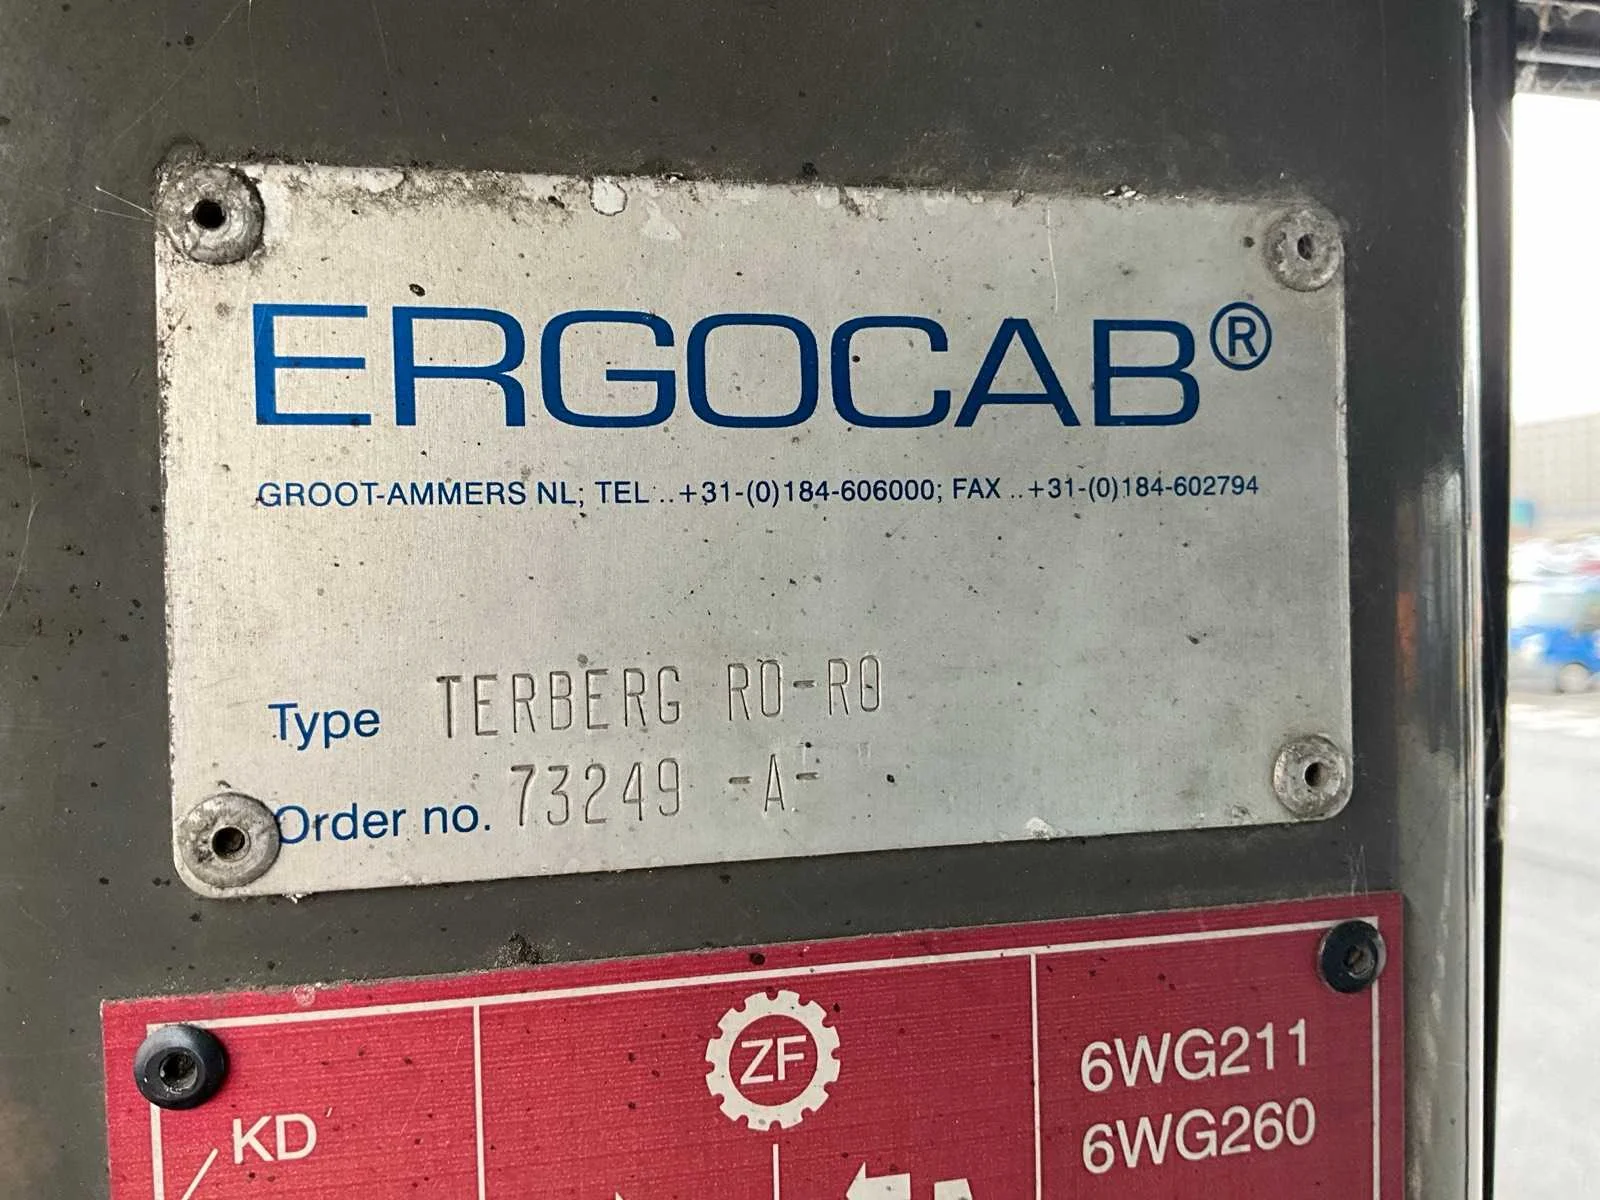 ERGOCAB®
GROOT-AMMERS NL; TEL ..+31-(0)184-606000; FAX ..+31-(0)184-602794
Type TERBERG RO-RO
Order no. 73249 -A-
ZF
6WG211
6WG260
KD